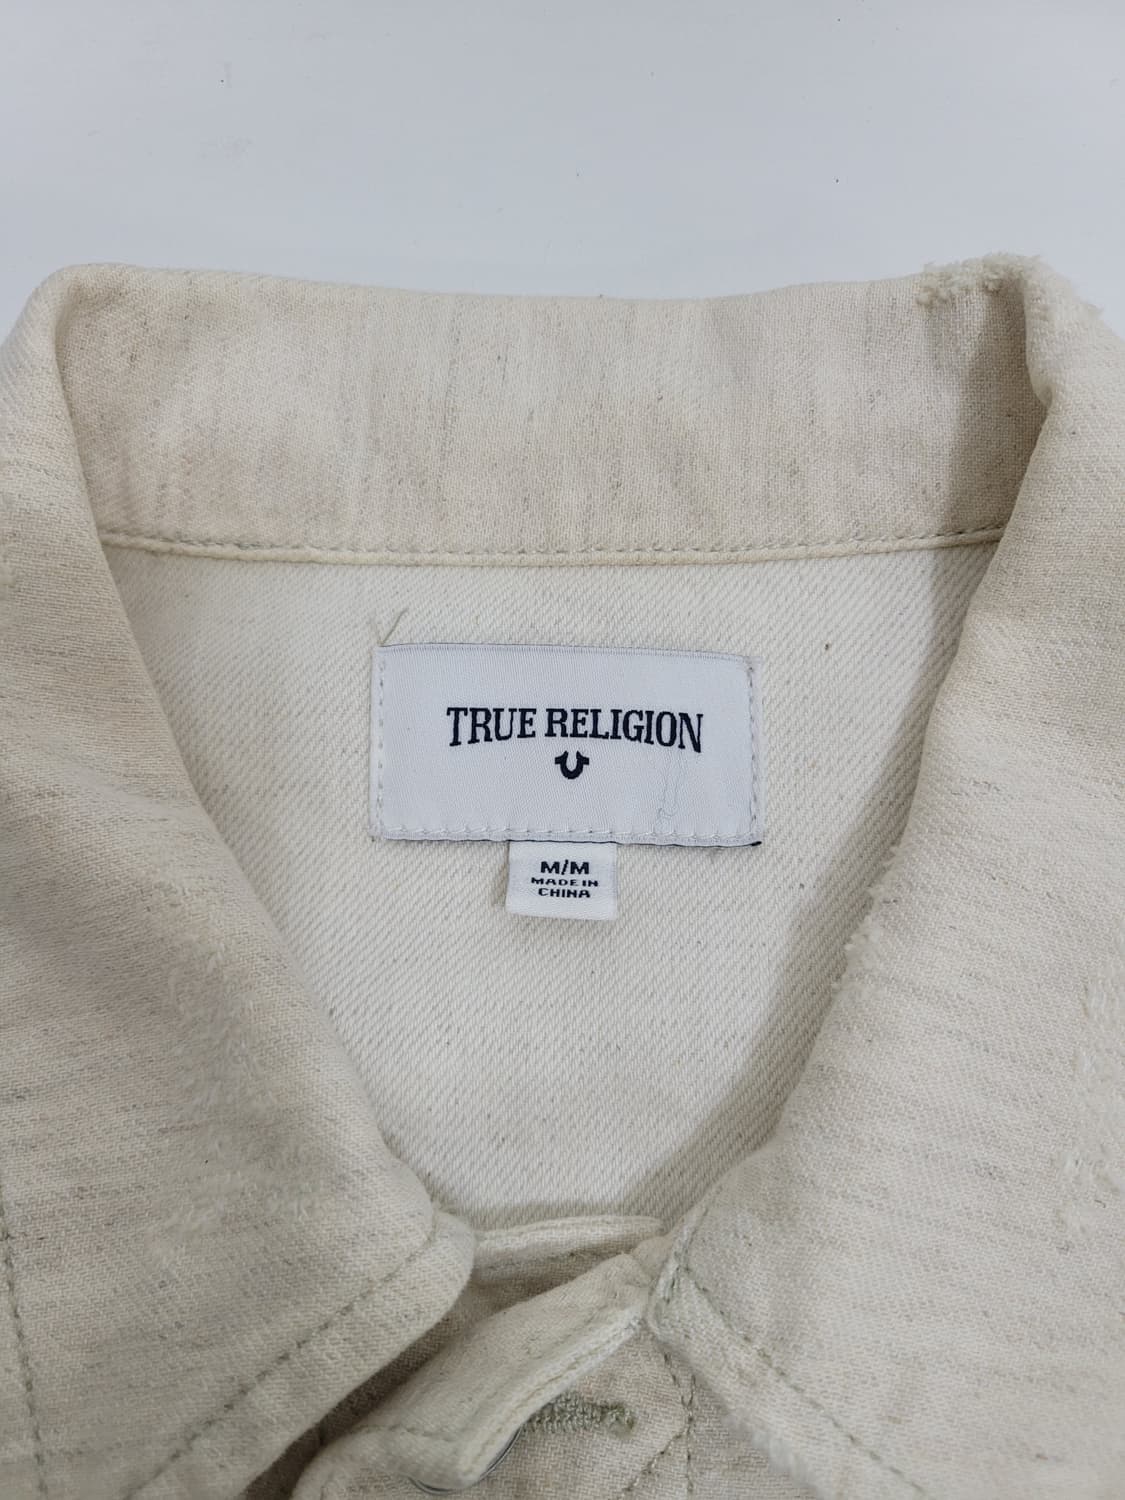 TRUE RELIGION
M/M
MADE IN
CHINA